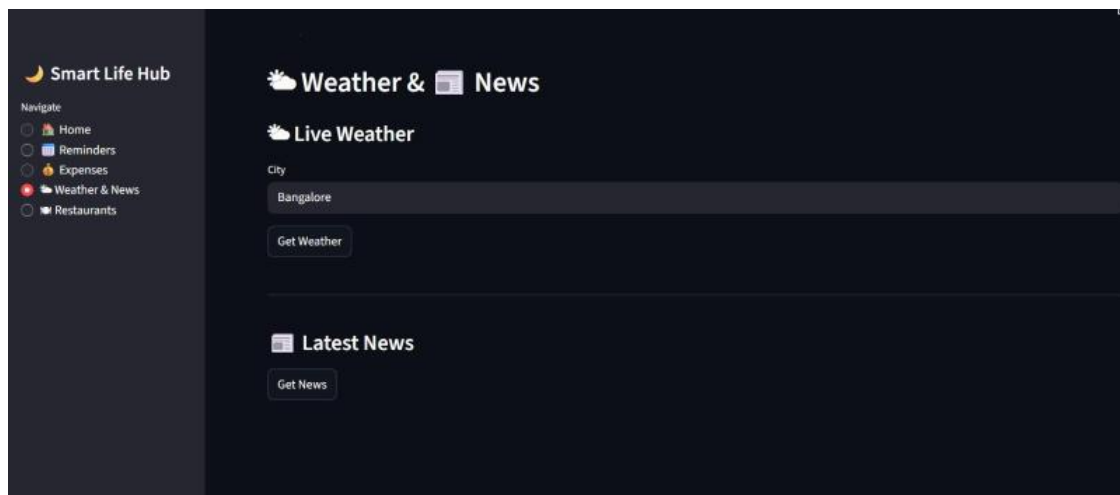 🌙 Smart Life Hub
Navigate
🏠 Home
📅 Reminders
💰 Expenses
🌥 Weather & News
🍽 Restaurants
🌥 Weather & 📰 News
🌥 Live Weather
City
Bangalore
Get Weather
📰 Latest News
Get News